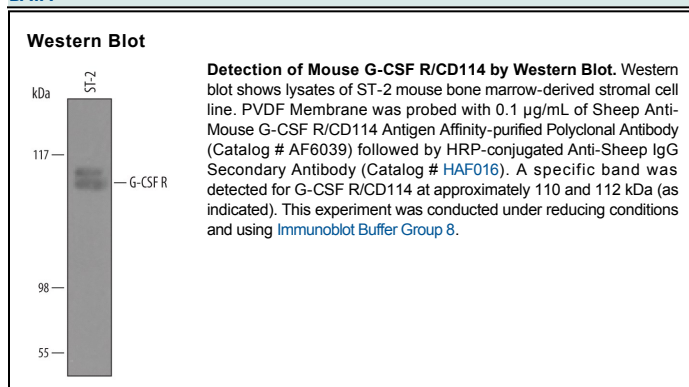 Western Blot
kDa
ST-2
117
G-CSF R
98
55
Detection of Mouse G-CSF R/CD114 by Western Blot. Western
blot shows lysates of ST-2 mouse bone marrow-derived stromal cell
line. PVDF Membrane was probed with 0.1 µg/mL of Sheep Anti-
Mouse G-CSF R/CD114 Antigen Affinity-purified Polyclonal Antibody
(Catalog # AF6039) followed by HRP-conjugated Anti-Sheep IgG
Secondary Antibody (Catalog # HAF016). A specific band was
detected for G-CSF R/CD114 at approximately 110 and 112 kDa (as
indicated). This experiment was conducted under reducing conditions
and using Immunoblot Buffer Group 8.